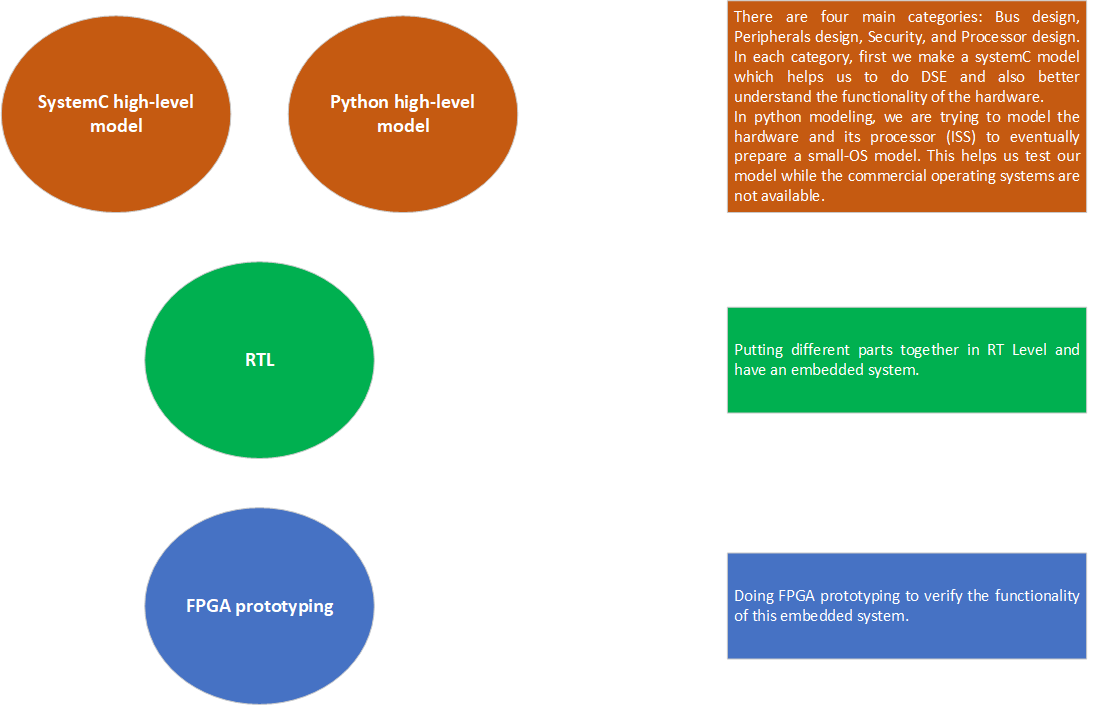 SystemC high-level
model
Python high-level
model
There are four main categories: Bus design,
Peripherals design, Security, and Processor design.
In each category, first we make a systemC model
which helps us to do DSE and also better
understand the functionality of the hardware.
In python modeling, we are trying to model the
hardware and its processor (ISS) to eventually
prepare a small-OS model. This helps us test our
model while the commercial operating systems are
not available.
RTL
Putting different parts together in RT Level and
have an embedded system.
FPGA prototyping
Doing FPGA prototyping to verify the functionality
of this embedded system.